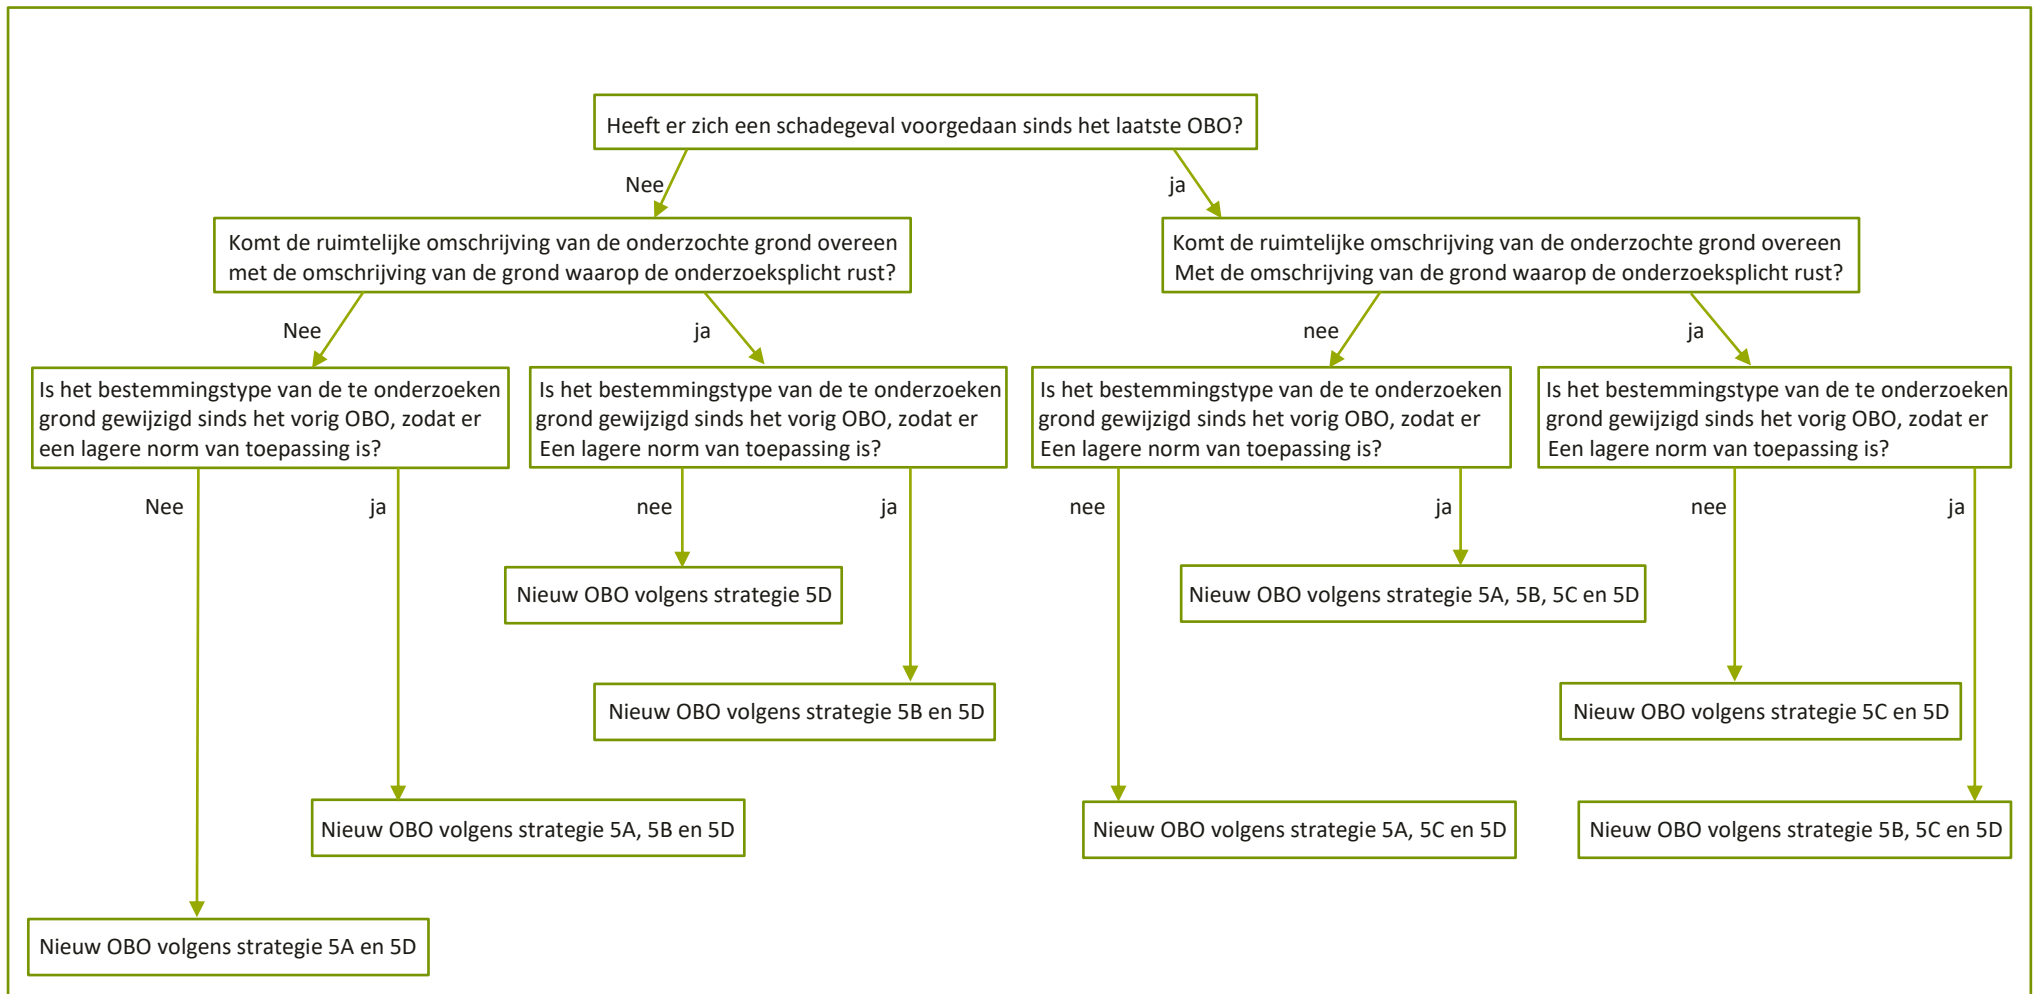 Heeft er zich een schadegeval voorgedaan sinds het laatste OBO?
Nee
ja
Komt de ruimtelijke omschrijving van de onderzochte grond overeen
met de omschrijving van de grond waarop de onderzoeksplicht rust?
Komt de ruimtelijke omschrijving van de onderzochte grond overeen
Met de omschrijving van de grond waarop de onderzoeksplicht rust?
Nee
ja
nee
ja
Is het bestemmingstype van de te onderzoeken
grond gewijzigd sinds het vorig OBO, zodat er
een lagere norm van toepassing is?
Is het bestemmingstype van de te onderzoeken
grond gewijzigd sinds het vorig OBO, zodat er
Een lagere norm van toepassing is?
Is het bestemmingstype van de te onderzoeken
grond gewijzigd sinds het vorig OBO, zodat er
Een lagere norm van toepassing is?
Is het bestemmingstype van de te onderzoeken
grond gewijzigd sinds het vorig OBO, zodat er
Een lagere norm van toepassing is?
Nee
ja
nee
ja
nee
ja
nee
ja
Nieuw OBO volgens strategie 5D
Nieuw OBO volgens strategie 5A, 5B, 5C en 5D
Nieuw OBO volgens strategie 5B en 5D
Nieuw OBO volgens strategie 5C en 5D
Nieuw OBO volgens strategie 5A, 5B en 5D
Nieuw OBO volgens strategie 5A, 5C en 5D
Nieuw OBO volgens strategie 5B, 5C en 5D
Nieuw OBO volgens strategie 5A en 5D